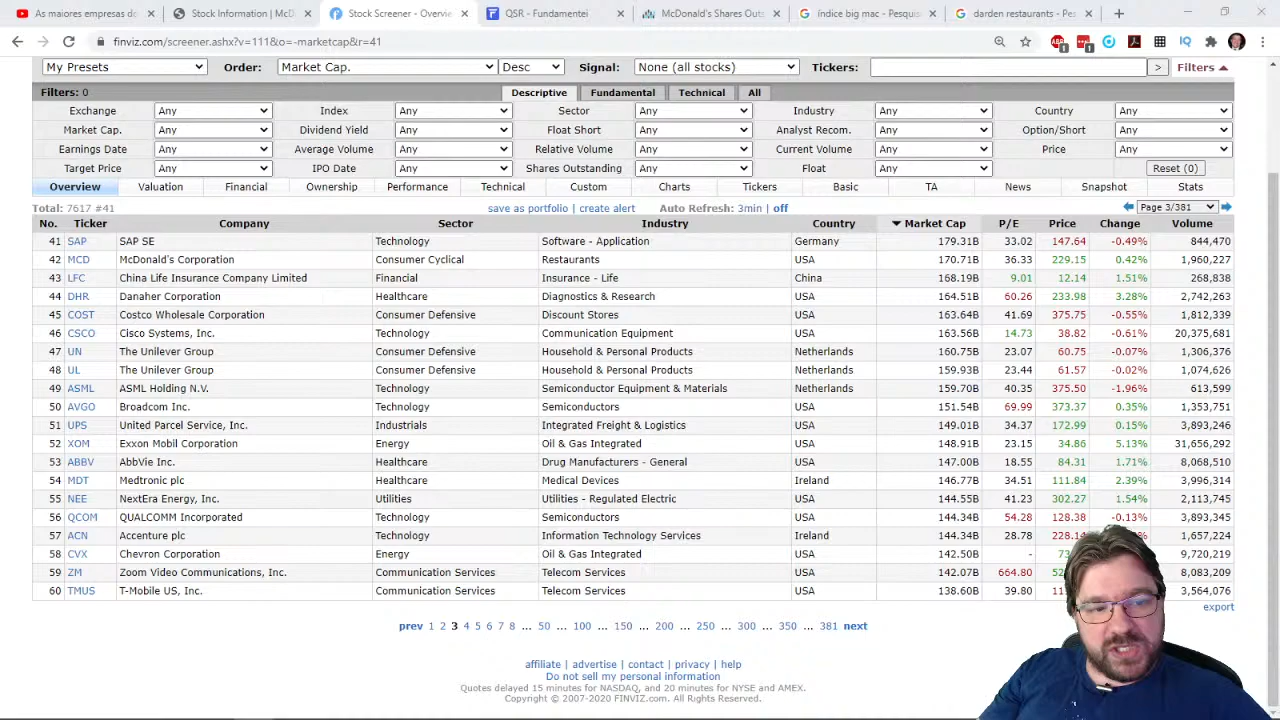 As maiores empresas do
Stock Information | McD
Stock Screener - Overvie
QSR - Fundamentei
McDonald's Shares Outs
índice big mac - Pesquis
darden restaurants - Pes
finviz.com/screener.ashx?v=111&o=-marketcap&r=41
My Presets Order: Market Cap. Desc Signal: None (all stocks) Tickers: > Filters
Filters: 0 Descriptive Fundamental Technical All
Exchange Any Index Any Sector Any Industry Any Country Any
Market Cap. Any Dividend Yield Any Float Short Any Analyst Recom. Any Option/Short Any
Earnings Date Any Average Volume Any Relative Volume Any Current Volume Any Price Any
Target Price Any IPO Date Any Shares Outstanding Any Float Any Reset (0)
Overview Valuation Financial Ownership Performance Technical Custom Charts Tickers Basic TA News Snapshot Stats
Total: 7617 #41 save as portfolio | create alert Auto Refresh: 3min | off Page 3/381
No. Ticker Company Sector Industry Country Market Cap P/E Price Change Volume
41 SAP SAP SE Technology Software - Application Germany 179.31B 33.02 147.64 -0.49% 844,470
42 MCD McDonald's Corporation Consumer Cyclical Restaurants USA 170.71B 36.33 229.15 0.42% 1,960,227
43 LFC China Life Insurance Company Limited Financial Insurance - Life China 168.19B 9.01 12.14 1.51% 268,838
44 DHR Danaher Corporation Healthcare Diagnostics & Research USA 164.51B 60.26 233.98 3.28% 2,742,263
45 COST Costco Wholesale Corporation Consumer Defensive Discount Stores USA 163.64B 41.69 375.75 -0.55% 1,812,339
46 CSCO Cisco Systems, Inc. Technology Communication Equipment USA 163.56B 14.73 38.82 -0.61% 20,375,681
47 UN The Unilever Group Consumer Defensive Household & Personal Products Netherlands 160.75B 23.07 60.75 -0.07% 1,306,376
48 UL The Unilever Group Consumer Defensive Household & Personal Products Netherlands 159.93B 23.44 61.57 -0.02% 1,074,626
49 ASML ASML Holding N.V. Technology Semiconductor Equipment & Materials Netherlands 159.70B 40.35 375.50 -1.96% 613,599
50 AVGO Broadcom Inc. Technology Semiconductors USA 151.54B 69.99 373.37 0.35% 1,353,751
51 UPS United Parcel Service, Inc. Industrials Integrated Freight & Logistics USA 149.01B 34.37 172.99 0.15% 3,893,246
52 XOM Exxon Mobil Corporation Energy Oil & Gas Integrated USA 148.91B 23.15 34.86 5.13% 31,656,292
53 ABBV AbbVie Inc. Healthcare Drug Manufacturers - General USA 147.00B 18.55 84.31 1.71% 8,068,510
54 MDT Medtronic plc Healthcare Medical Devices Ireland 146.77B 34.51 111.84 2.39% 3,996,314
55 NEE NextEra Energy, Inc. Utilities Utilities - Regulated Electric USA 144.55B 41.23 302.27 1.54% 2,113,745
56 QCOM QUALCOMM Incorporated Technology Semiconductors USA 144.34B 54.28 128.38 -0.13% 3,893,345
57 ACN Accenture plc Technology Information Technology Services Ireland 144.34B 28.78 228.14 1,657,224
58 CVX Chevron Corporation Energy Oil & Gas Integrated USA 142.50B - 9,720,219
59 ZM Zoom Video Communications, Inc. Communication Services Telecom Services USA 142.07B 664.80 8,083,209
60 TMUS T-Mobile US, Inc. Communication Services Telecom Services USA 138.60B 39.80 3,564,076
export
prev 1 2 3 4 5 6 7 8 ... 50 ... 100 ... 150 ... 200 ... 250 ... 300 ... 350 ... 381 next
affiliate | advertise | contact | privacy | help
Do not sell my personal information
Quotes delayed 15 minutes for NASDAQ, and 20 minutes for NYSE and AMEX.
Copyright © 2007-2020 FINVIZ.com. All Rights Reserved.